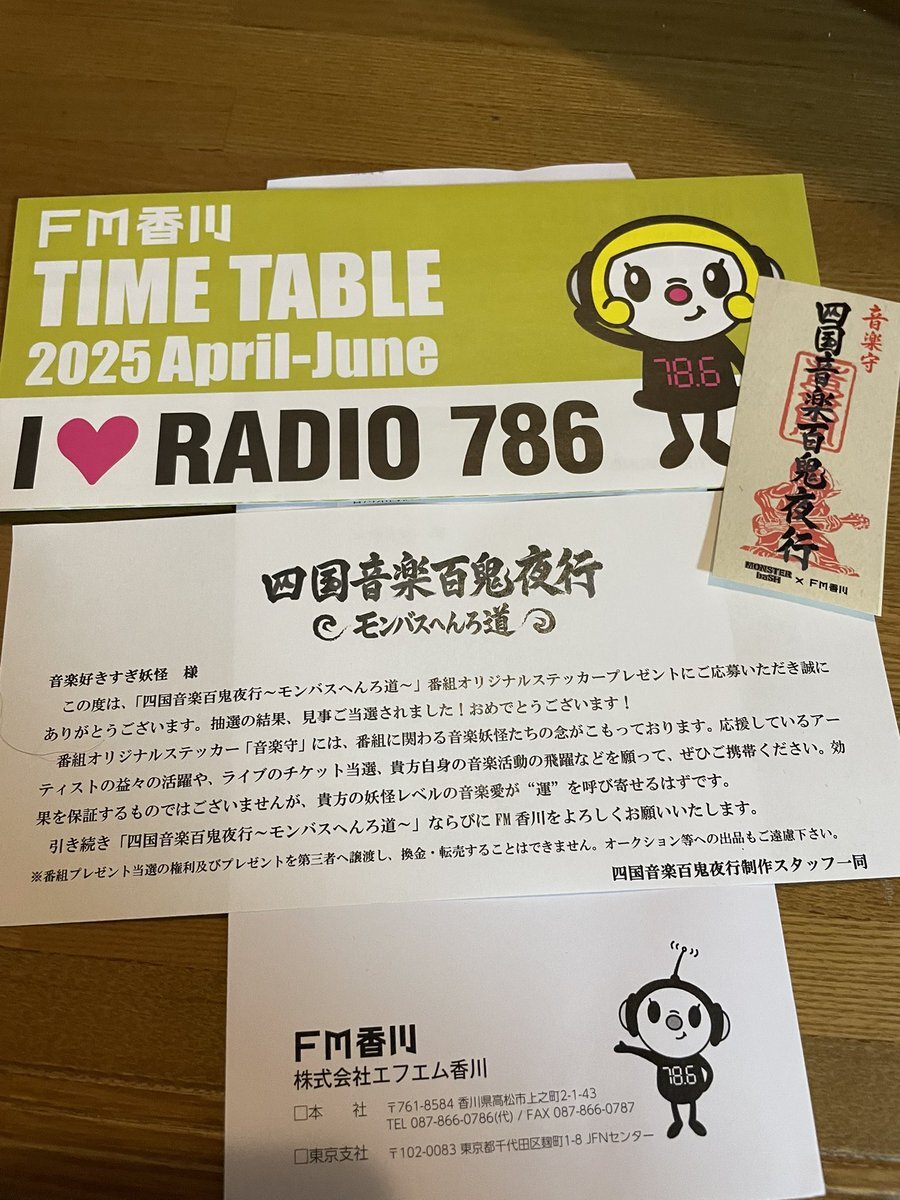 FM香川
TIME TABLE
2025 April-June
I ♥ RADIO 786
78.6
音楽守
四国音楽百鬼夜行
MONSTER baSH × FM香川
四国音楽百鬼夜行
モンバスへんろ道
音楽好きすぎ妖怪 様
この度は、「四国音楽百鬼夜行〜モンバスへんろ道〜」番組オリジナルステッカープレゼントにご応募いただき誠に
ありがとうございます。抽選の結果、見事ご当選されました！おめでとうございます！
番組オリジナルステッカー「音楽守」には、番組に関わる音楽妖怪たちの念がこもっております。応援しているアー
ティストの益々の活躍や、ライブのチケット当選、貴方自身の音楽活動の飛躍などを願って、ぜひご携帯ください。効
果を保証するものではございませんが、貴方の妖怪レベルの音楽愛が“運”を呼び寄せるはずです。
引き続き「四国音楽百鬼夜行〜モンバスへんろ道〜」ならびにFM香川をよろしくお願いいたします。
※番組プレゼント当選の権利及びプレゼントを第三者へ譲渡し、換金・転売することはできません。オークション等への出品もご遠慮下さい。
四国音楽百鬼夜行制作スタッフ一同
FM香川
株式会社エフエム香川
□本 社 〒761-8584 香川県高松市上之町2-1-43
TEL 087-866-0786(代) / FAX 087-866-0787
□東京支社 〒102-0083 東京都千代田区麹町1-8 JFNセンター
78.6